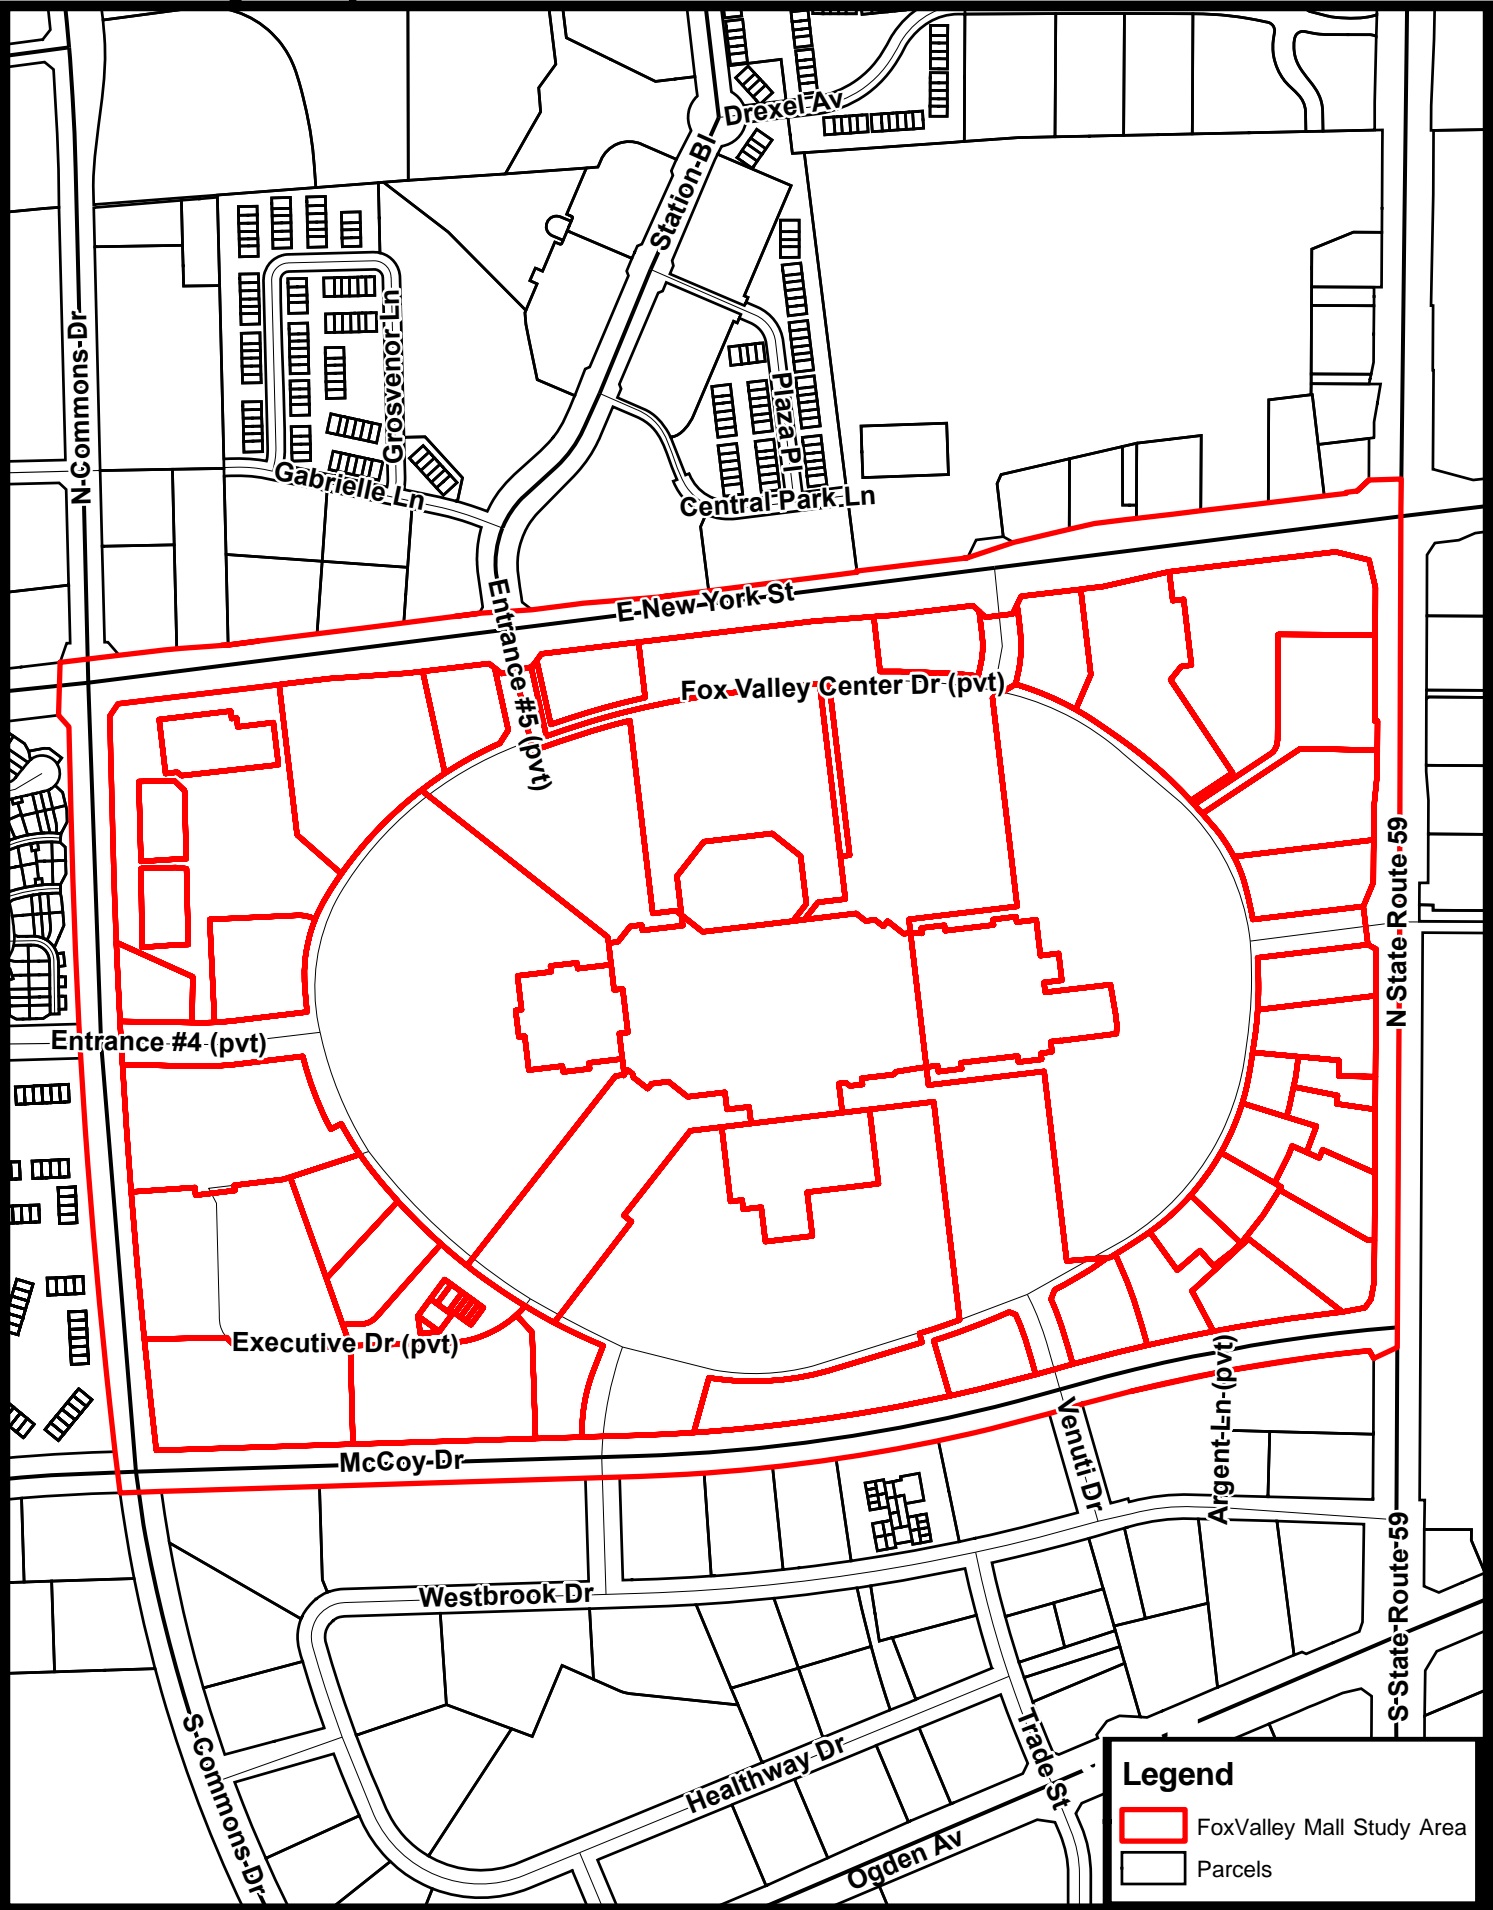 Drexel Av
Station Bl
N Commons Dr
Grosvenor Ln
Plaza Pl
Gabrielle Ln
Central Park Ln
E New York St
Entrance #5 (pvt)
Fox Valley Center Dr (pvt)
N State Route 59
Entrance #4 (pvt)
Executive Dr (pvt)
McCoy Dr
Venuti Dr
Argent Ln (pvt)
S State Route 59
Westbrook Dr
S Commons Dr
Healthway Dr
Trade St
Ogden Av
Legend
FoxValley Mall Study Area
Parcels